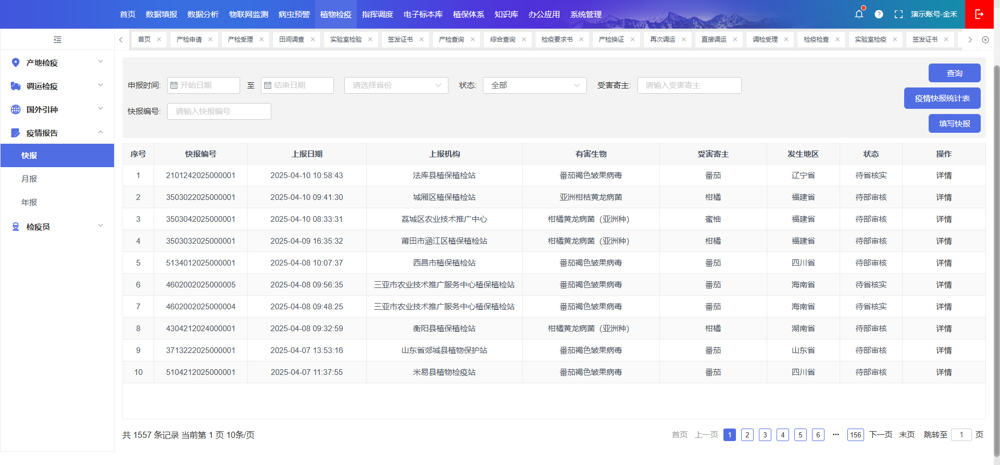 首页 数据填报 数据分析 物联网监测 病虫预警 植物检疫 指挥调度 电子标本库 植保体系 知识库 办公应用 系统管理 演示账号-金禾
首页 产检申请 产检受理 田间调查 实验室检验 签发证书 产检查询 综合查询 检疫要求书 产检换证 再次调运 直接调运 调检受理 检疫检查 实验室检疫 签发证书
产地检疫
调运检疫
国外引种
疫情报告
快报
月报
年报
检疫员
申报时间: 开始日期 至 结束日期 请选择省份 状态: 全部 受害寄主: 请输入受害寄主
快报编号: 请输入快报编号
查询
疫情快报统计表
填写快报
序号 快报编号 上报日期 上报机构 有害生物 受害寄主 发生地区 状态 操作
1 2101242025000001 2025-04-10 10:58:43 法库县植保植检站 番茄褐色皱果病毒 番茄 辽宁省 待省核实 详情
2 3503022025000001 2025-04-10 09:41:30 城厢区植保植检站 亚洲柑桔黄龙病菌 柑橘 福建省 待部审核 详情
3 3503042025000001 2025-04-10 08:33:31 荔城区农业技术推广中心 柑橘黄龙病菌（亚洲种） 蜜柚 福建省 待部审核 详情
4 3503032025000001 2025-04-09 16:35:32 莆田市涵江区植保植检站 柑橘黄龙病菌（亚洲种） 柑橘 福建省 待部审核 详情
5 5134012025000001 2025-04-08 10:07:37 西昌市植保植检站 番茄褐色皱果病毒 番茄 四川省 待部审核 详情
6 4602002025000005 2025-04-08 09:56:35 三亚市农业技术推广服务中心植保植检站 番茄褐色皱果病毒 番茄 海南省 待省核实 详情
7 4602002025000004 2025-04-08 09:48:25 三亚市农业技术推广服务中心植保植检站 番茄褐色皱果病毒 番茄 海南省 待省核实 详情
8 4304212024000001 2025-04-08 09:32:59 衡阳县植保植检站 柑橘黄龙病菌（亚洲种） 柑橘 湖南省 待部审核 详情
9 3713222025000001 2025-04-07 13:53:16 山东省郯城县植物保护站 番茄褐色皱果病毒 番茄 山东省 待部审核 详情
10 5104212025000001 2025-04-07 11:37:55 米易县植物检疫站 番茄褐色皱果病毒 番茄 四川省 待部审核 详情
共 1557 条记录 当前第 1 页 10条/页
首页 上一页 1 2 3 4 5 6 ··· 156 下一页 末页 跳转至 1 页